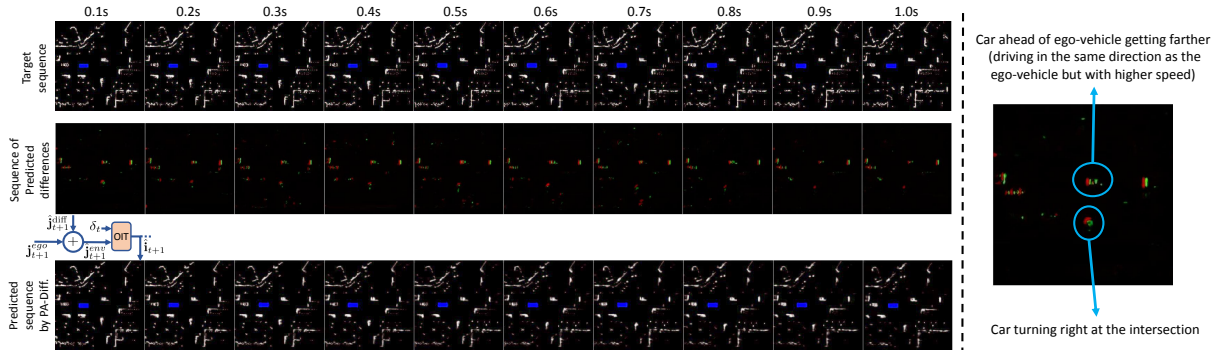 0.1s 0.2s 0.3s 0.4s 0.5s 0.6s 0.7s 0.8s 0.9s 1.0s
Target
sequence
Sequence of
Predicted
differences
ĵ^diff_{t+1}
δ_t
OIT
+
j^ego_{t+1}
ĵ^env_{t+1}
î_{t+1}
Predicted
sequence
by PA-Diff.
Car ahead of ego-vehicle getting farther
(driving in the same direction as the
ego-vehicle but with higher speed)
Car turning right at the intersection